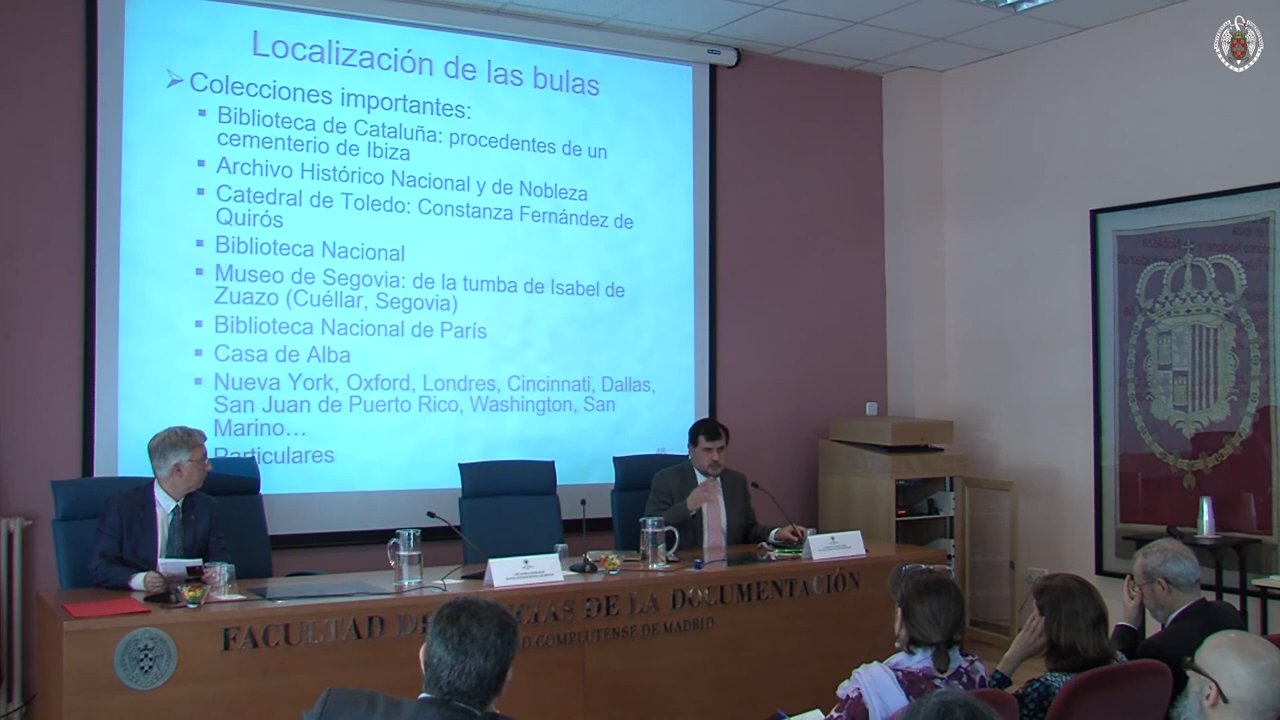 Localización de las bulas
Colecciones importantes:
Biblioteca de Cataluña: procedentes de un
cementerio de Ibiza
Archivo Histórico Nacional y de Nobleza
Catedral de Toledo: Constanza Fernández de
Quirós
Biblioteca Nacional
Museo de Segovia: de la tumba de Isabel de
Zuazo (Cuéllar, Segovia)
Biblioteca Nacional de París
Casa de Alba
Nueva York, Oxford, Londres, Cincinnati, Dallas,
San Juan de Puerto Rico, Washington, San
Marino…
Particulares
FACULTAD DE CIENCIAS DE LA DOCUMENTACIÓN
COMPLUTENSE DE MADRID